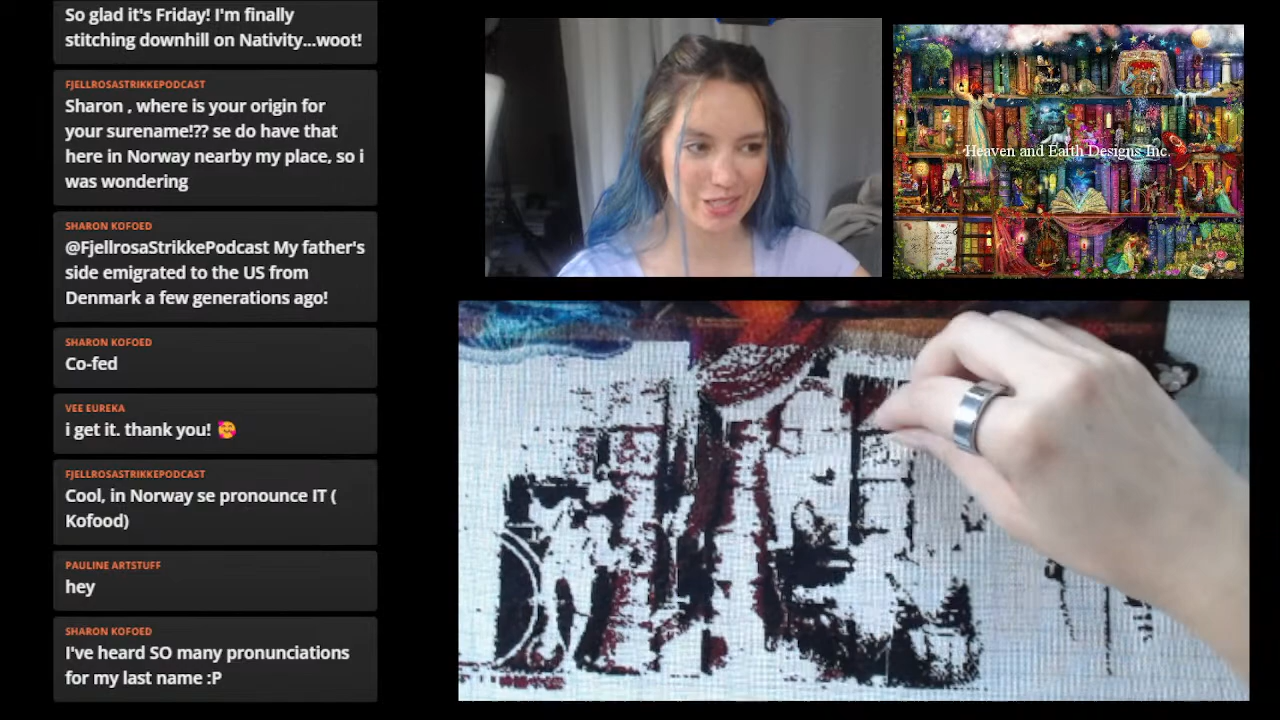 So glad it's Friday! I'm finally
stitching downhill on Nativity...woot!
FJELLROSASTRIKKEPODCAST
Sharon , where is your origin for
your surename!?? se do have that
here in Norway nearby my place, so i
was wondering
SHARON KOFOED
@FjellrosaStrikkePodcast My father's
side emigrated to the US from
Denmark a few generations ago!
SHARON KOFOED
Co-fed
VEE EUREKA
i get it. thank you! 🥰
FJELLROSASTRIKKEPODCAST
Cool, in Norway se pronounce IT (
Kofood)
PAULINE ARTSTUFF
hey
SHARON KOFOED
I've heard SO many pronunciations
for my last name :P
Heaven and Earth Designs Inc.